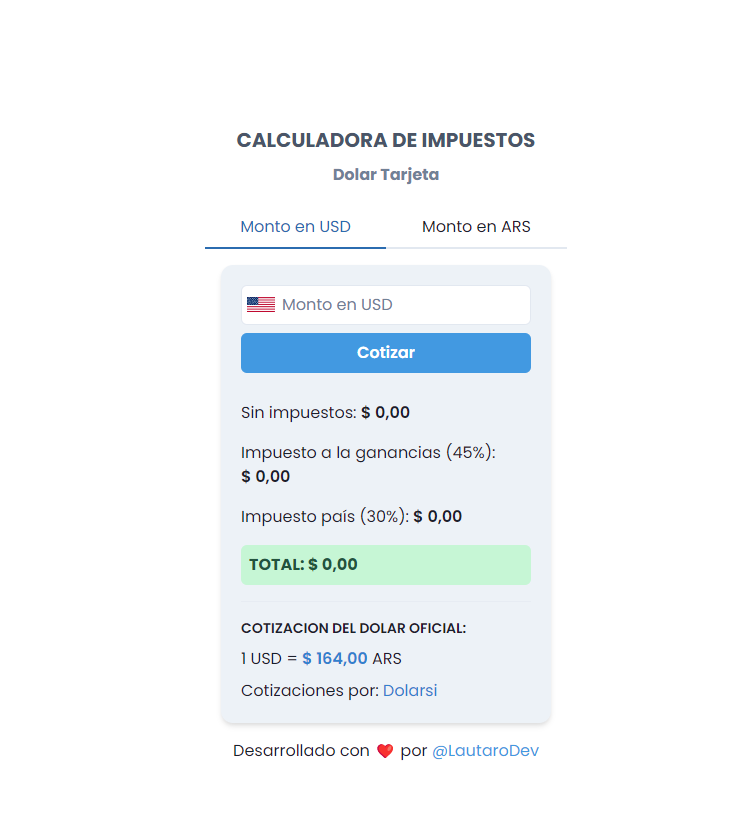 CALCULADORA DE IMPUESTOS
Dolar Tarjeta
Monto en USD
Monto en ARS
Monto en USD
Cotizar
Sin impuestos: $ 0,00
Impuesto a la ganancias (45%):
$ 0,00
Impuesto país (30%): $ 0,00
TOTAL: $ 0,00
COTIZACION DEL DOLAR OFICIAL:
1 USD = $ 164,00 ARS
Cotizaciones por: Dolarsi
Desarrollado con ❤️ por @LautaroDev